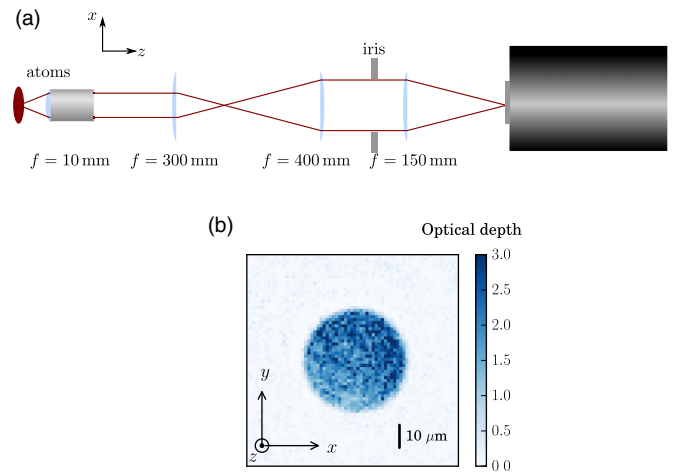 (a)
x
z
atoms
iris
f = 10 mm
f = 300 mm
f = 400 mm
f = 150 mm
(b)
Optical depth
3.0
2.5
2.0
1.5
1.0
0.5
0.0
y
x
z
10 μm